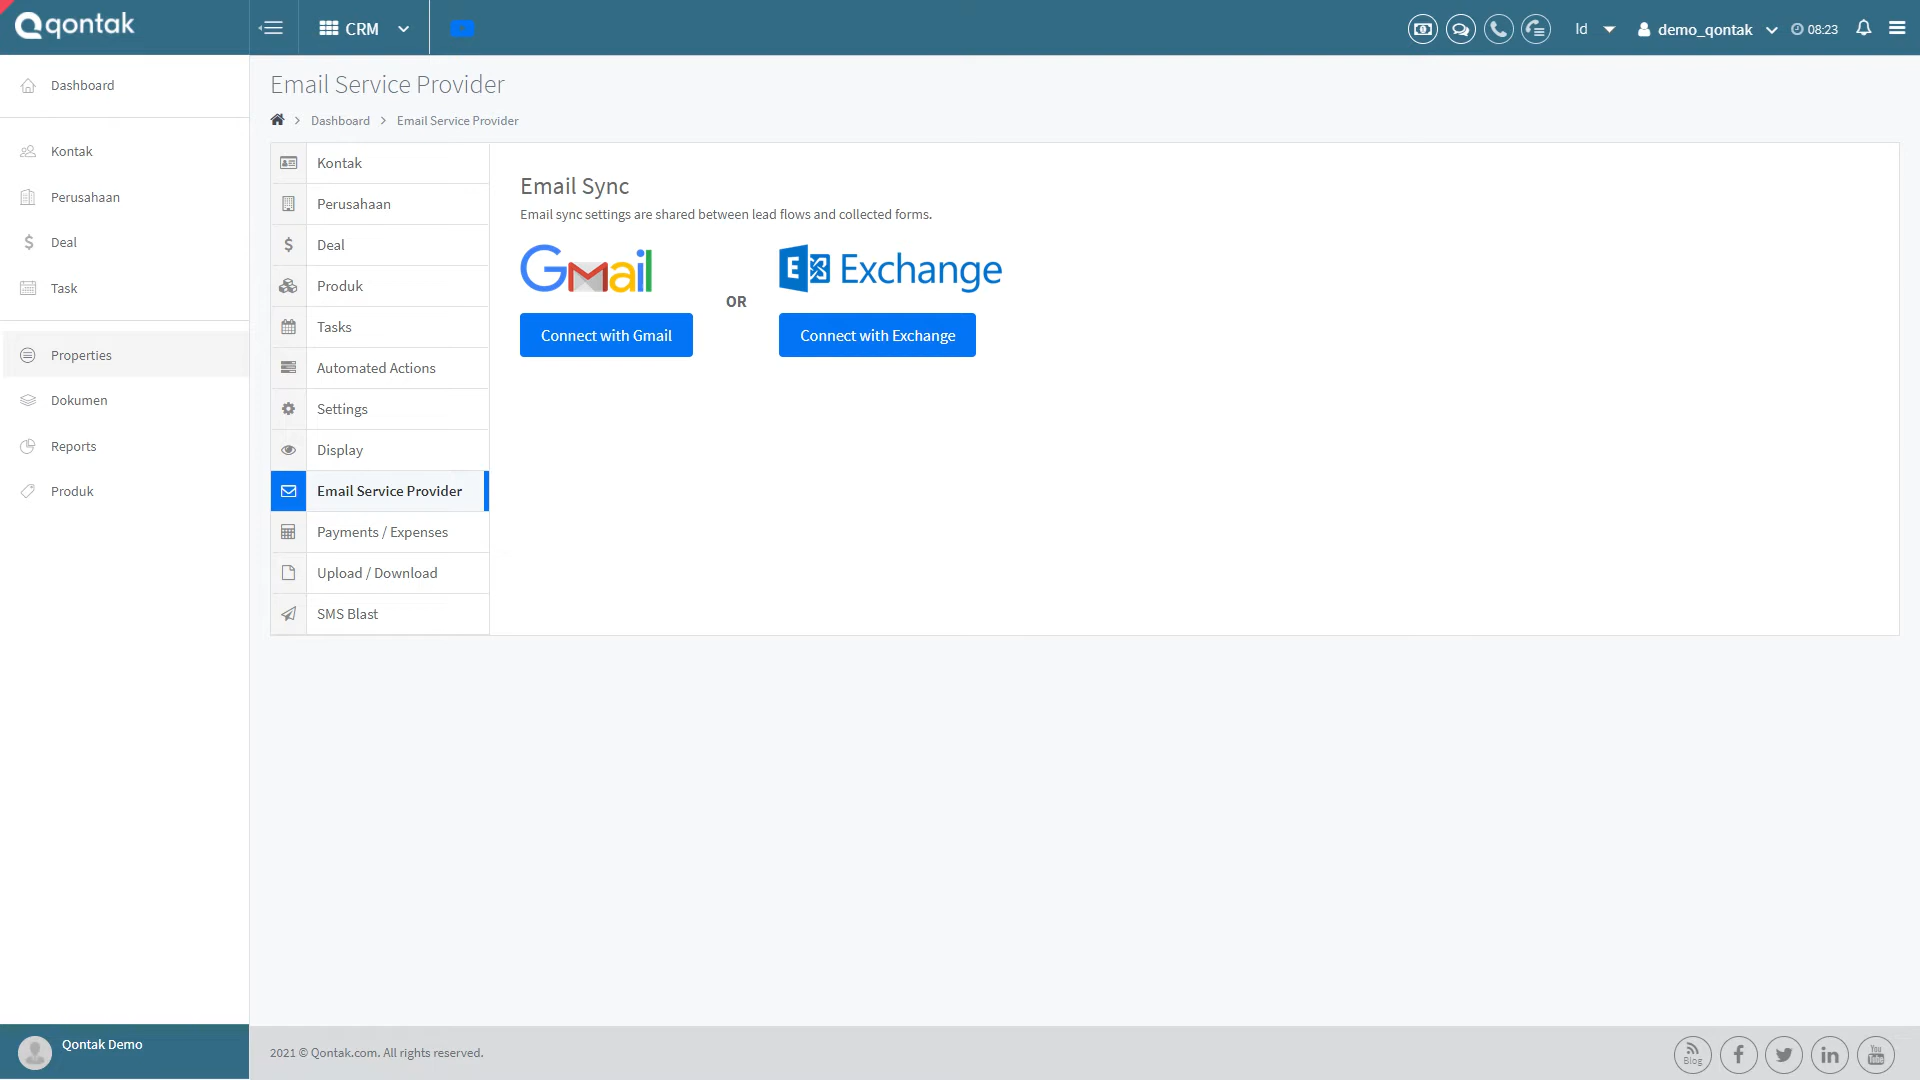 qontak
CRM
Id
demo_qontak
08:23
Dashboard
Kontak
Perusahaan
Deal
Task
Properties
Dokumen
Reports
Produk
Qontak Demo
Email Service Provider
Dashboard
Email Service Provider
Kontak
Perusahaan
Deal
Produk
Tasks
Automated Actions
Settings
Display
Email Service Provider
Payments / Expenses
Upload / Download
SMS Blast
Email Sync
Email sync settings are shared between lead flows and collected forms.
Gmail
Connect with Gmail
OR
Exchange
Connect with Exchange
2021 © Qontak.com. All rights reserved.
Blog
You
Tube